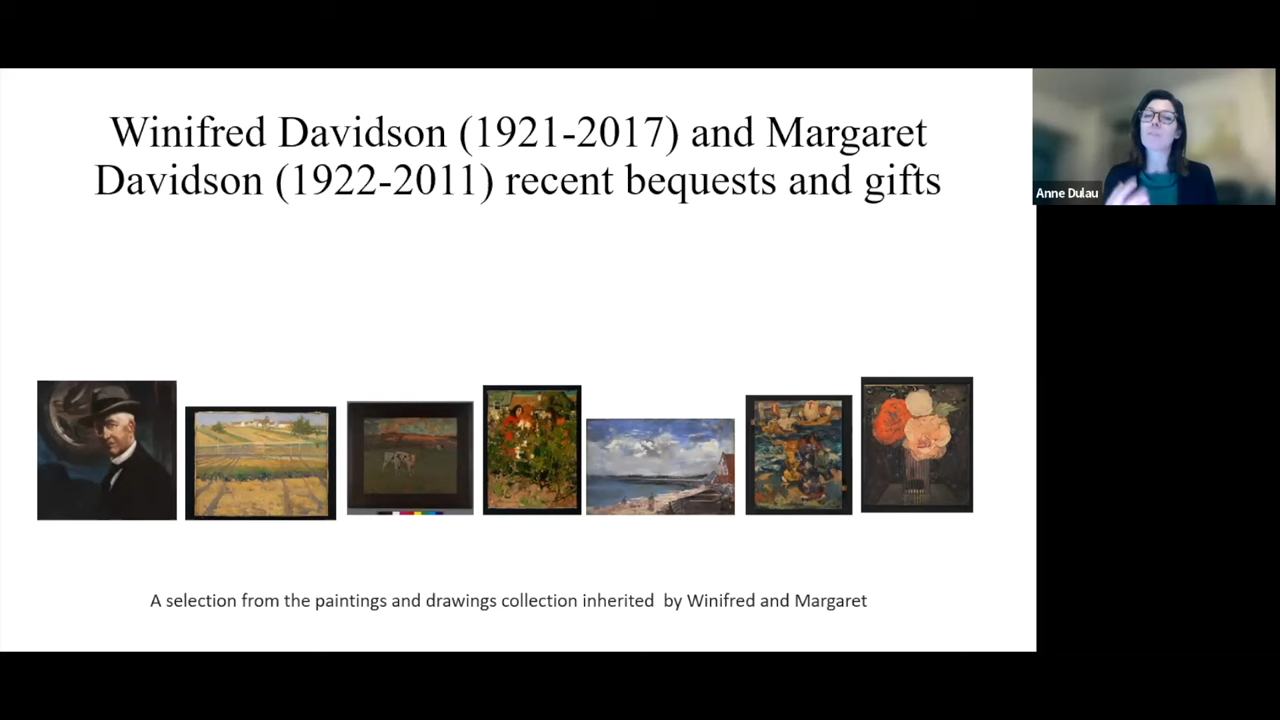 Winifred Davidson (1921-2017) and Margaret
Davidson (1922-2011) recent bequests and gifts
Anne Dulau
A selection from the paintings and drawings collection inherited  by Winifred and Margaret